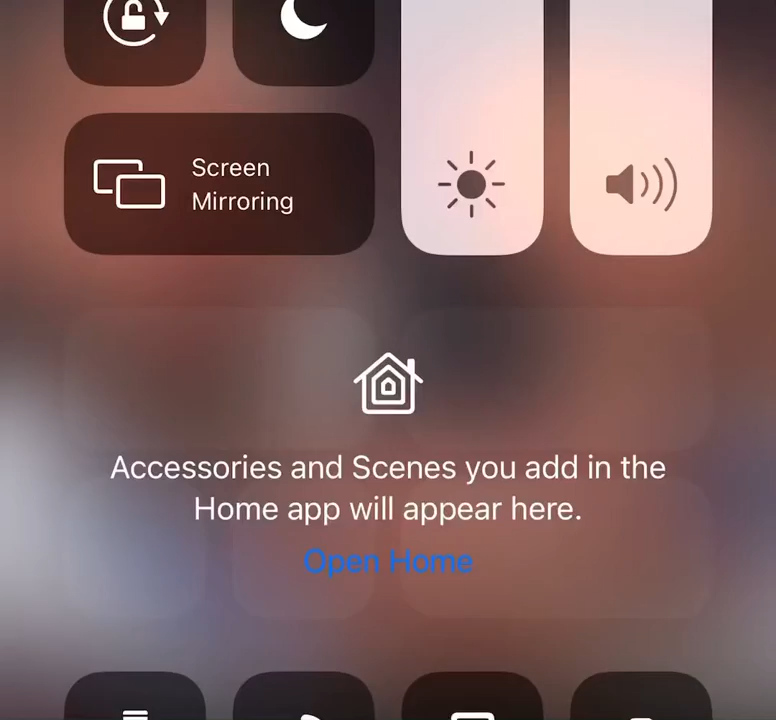 Screen
Mirroring
Accessories and Scenes you add in the
Home app will appear here.
Open Home